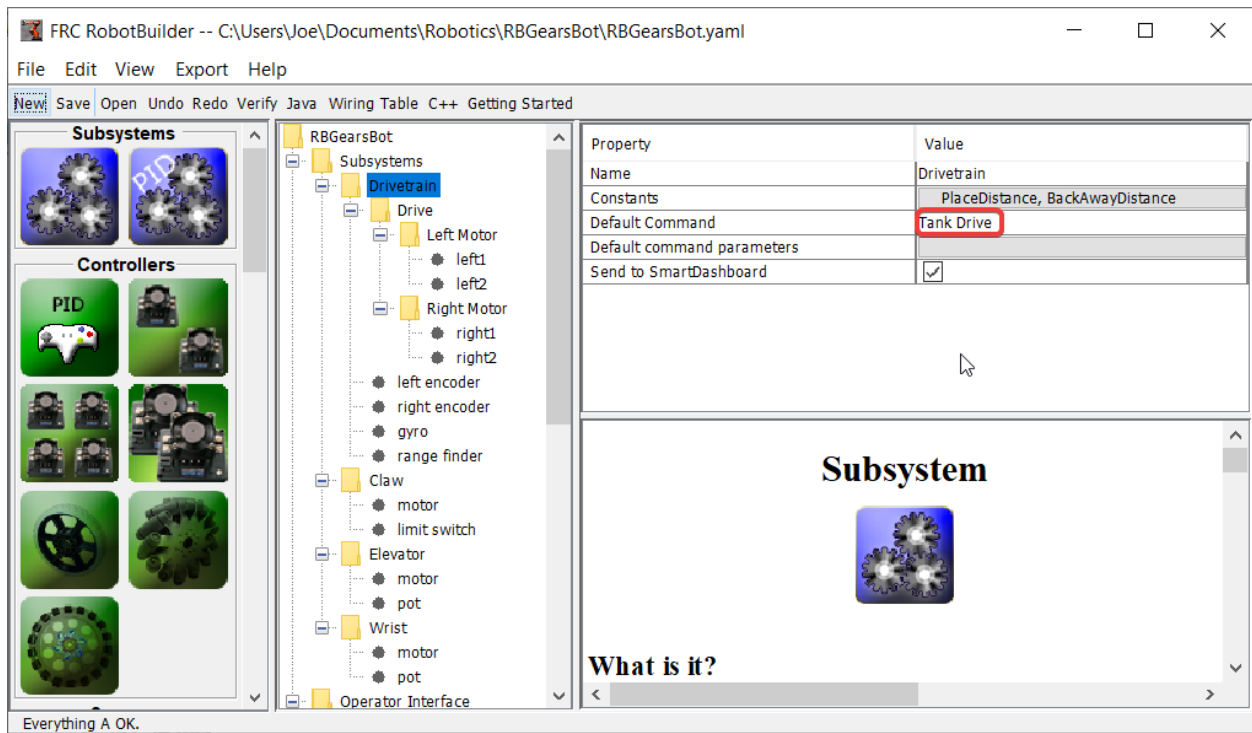 FRC RobotBuilder -- C:\Users\Joe\Documents\Robotics\RBGearsBot\RBGearsBot.yaml
File Edit View Export Help
New Save Open Undo Redo Verify Java Wiring Table C++ Getting Started
Subsystems
PID
Controllers
PID
RBGearsBot
Subsystems
Drivetrain
Drive
Left Motor
left1
left2
Right Motor
right1
right2
left encoder
right encoder
gyro
range finder
Claw
motor
limit switch
Elevator
motor
pot
Wrist
motor
pot
Operator Interface
Property Value
Name Drivetrain
Constants PlaceDistance, BackAwayDistance
Default Command Tank Drive
Default command parameters
Send to SmartDashboard
Subsystem
What is it?
Everything A OK.